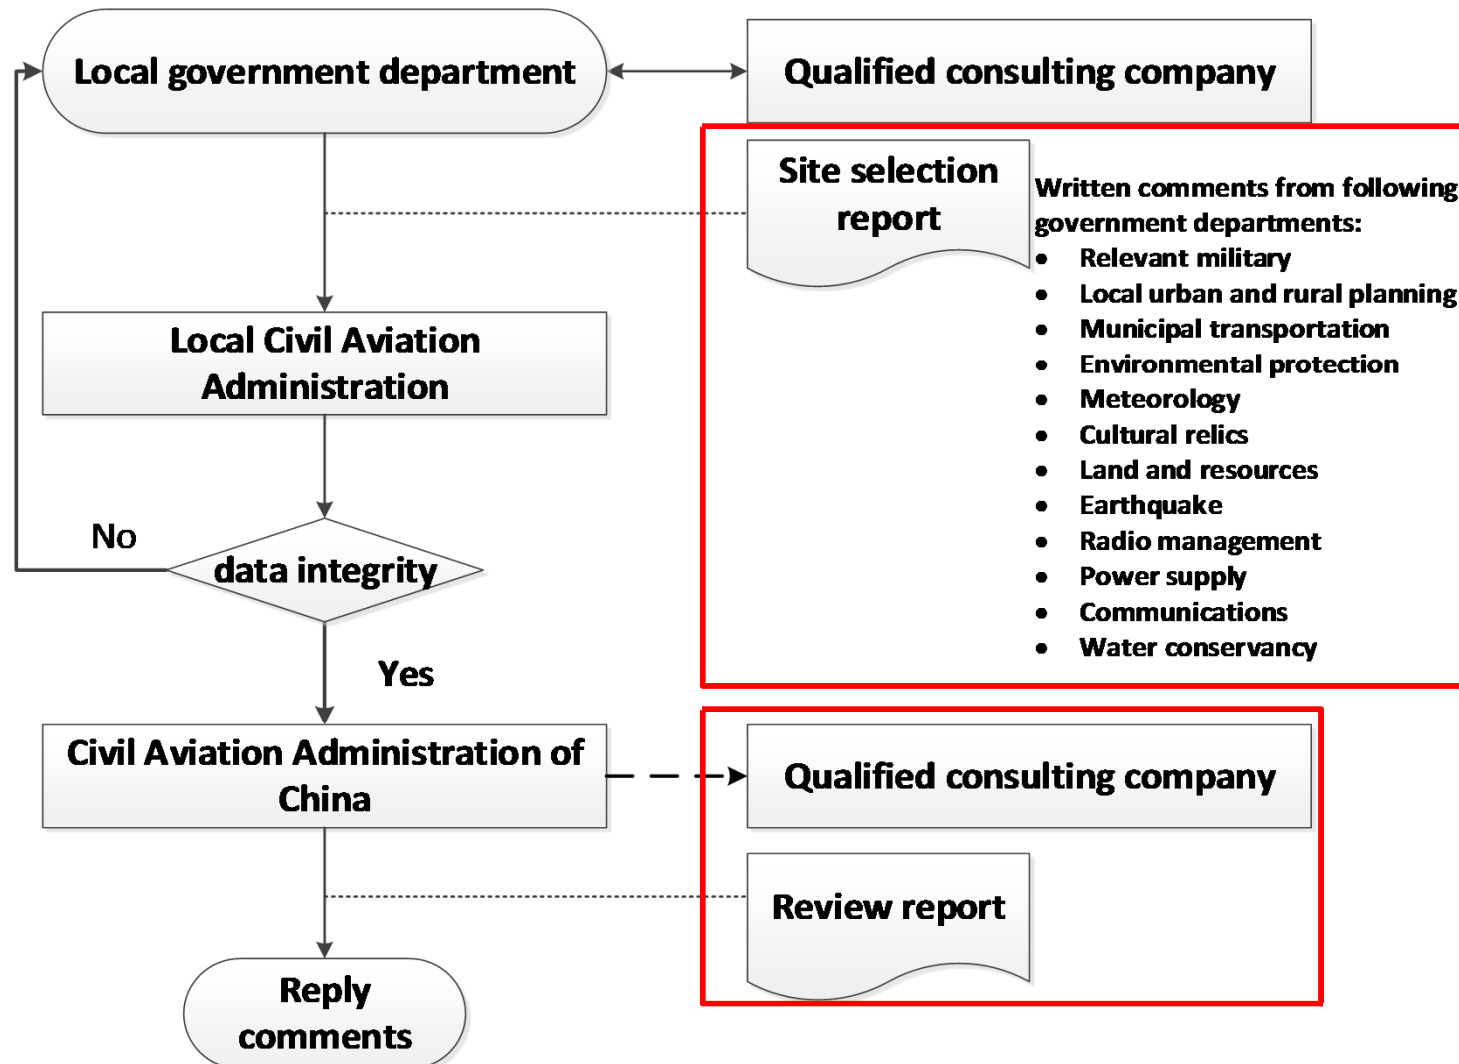 Local government department
Qualified consulting company
Site selection
report
Written comments from following
government departments:
• Relevant military
• Local urban and rural planning
• Municipal transportation
• Environmental protection
• Meteorology
• Cultural relics
• Land and resources
• Earthquake
• Radio management
• Power supply
• Communications
• Water conservancy
Local Civil Aviation
Administration
No
data integrity
Yes
Civil Aviation Administration of
China
Qualified consulting company
Review report
Reply
comments